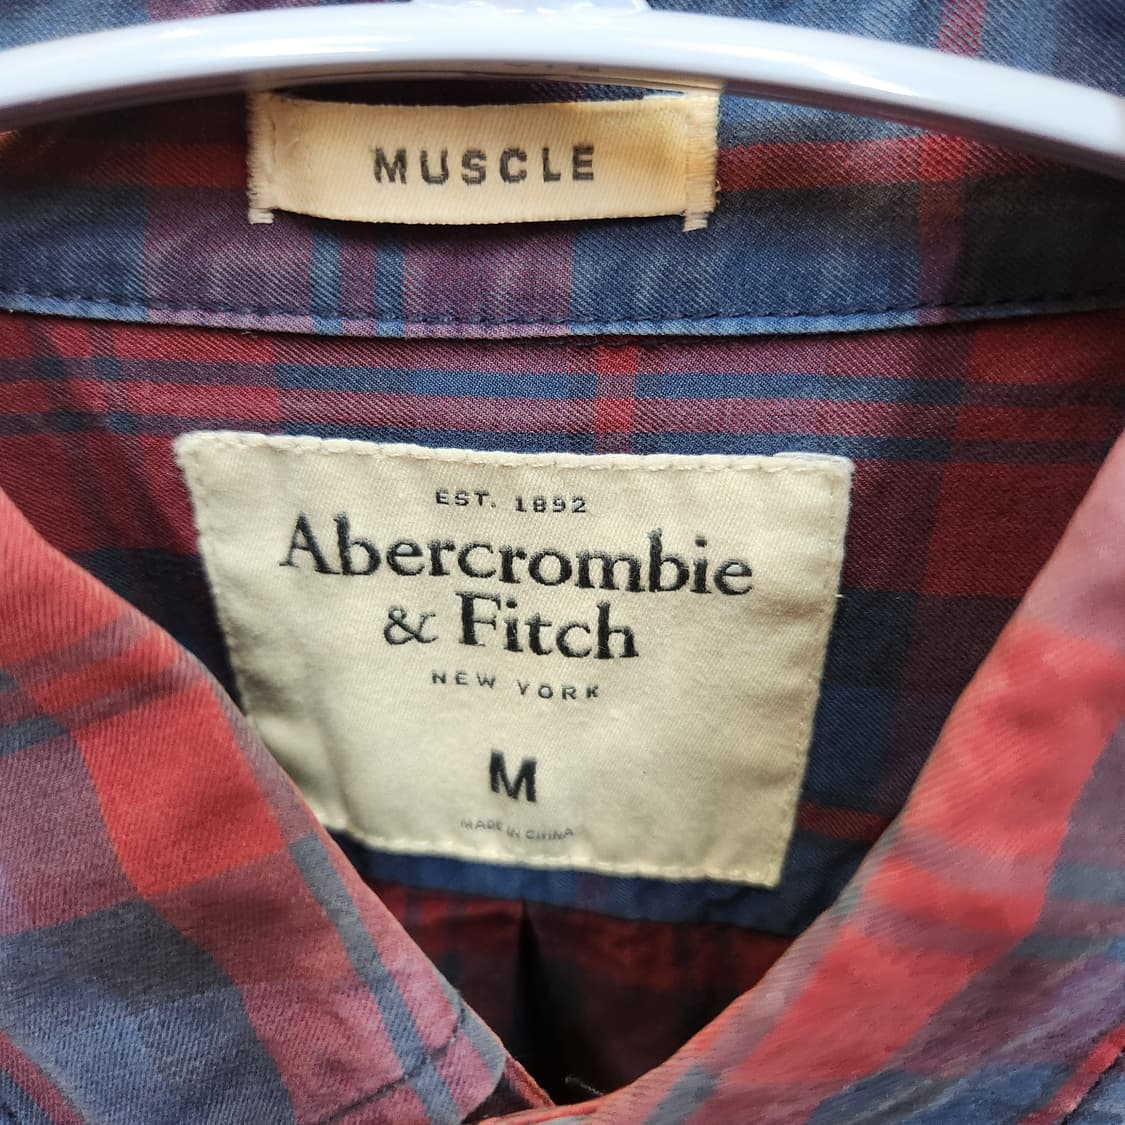 MUSCLE
EST. 1892
Abercrombie
& Fitch
NEW YORK
M
MADE IN CHINA